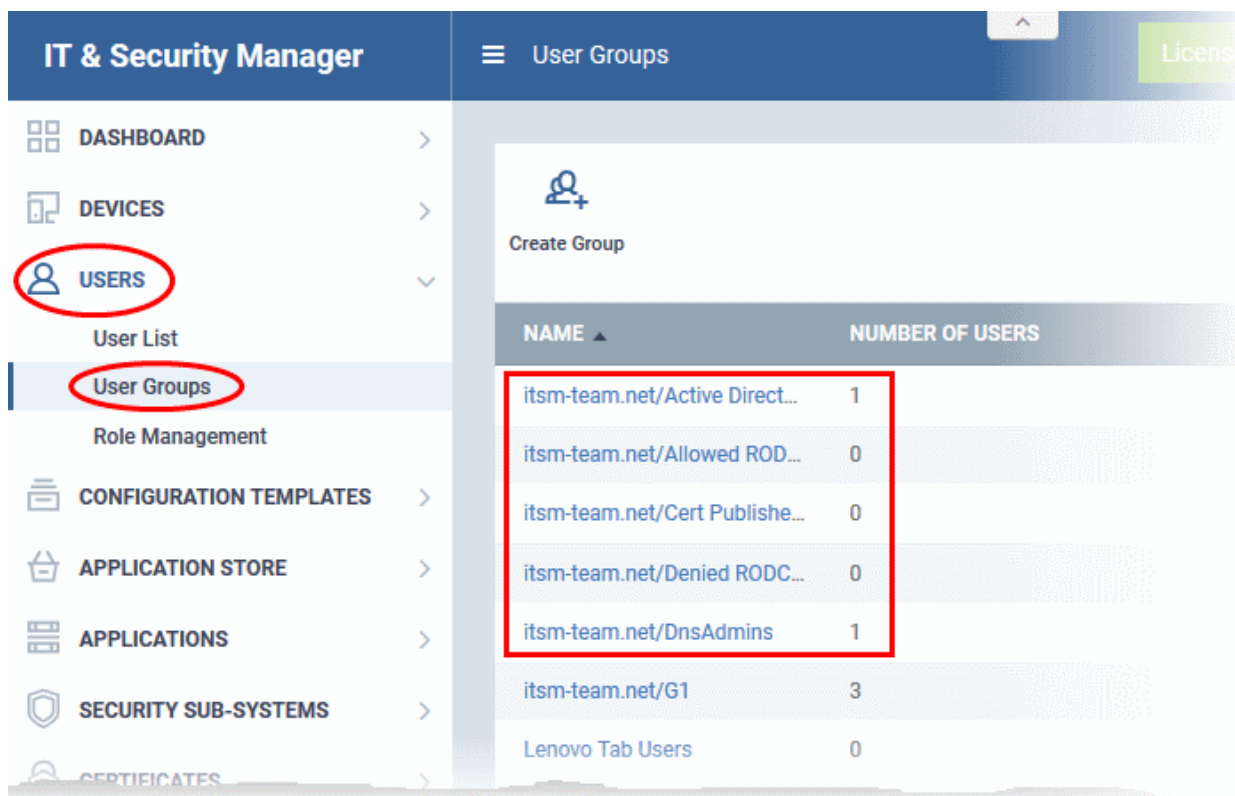 IT & Security Manager
User Groups
DASHBOARD
DEVICES
USERS
User List
User Groups
Role Management
CONFIGURATION TEMPLATES
APPLICATION STORE
APPLICATIONS
SECURITY SUB-SYSTEMS
CERTIFICATES
Create Group
NAME NUMBER OF USERS
itsm-team.net/Active Direct... 1
itsm-team.net/Allowed ROD... 0
itsm-team.net/Cert Publishe... 0
itsm-team.net/Denied RODC... 0
itsm-team.net/DnsAdmins 1
itsm-team.net/G1 3
Lenovo Tab Users 0